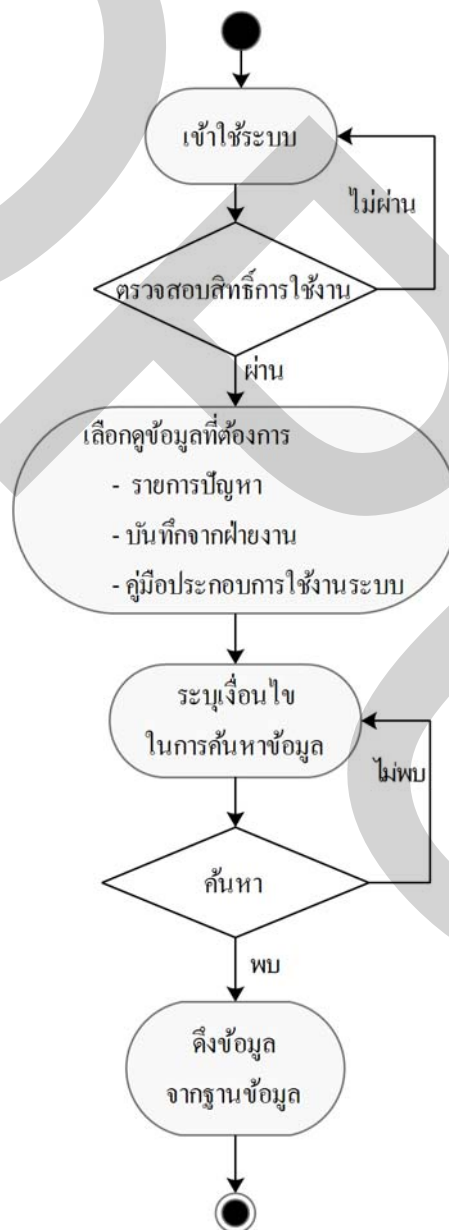 เข้าใช้ระบบ
ไม่ผ่าน
ตรวจสอบสิทธิ์การใช้งาน
ผ่าน
เลือกดูข้อมูลที่ต้องการ
- รายการปัญหา
- บันทึกจากฝ่ายงาน
- คู่มือประกอบการใช้งานระบบ
ระบุเงื่อนไข
ในการค้นหาข้อมูล
ไม่พบ
ค้นหา
พบ
ดึงข้อมูล
จากฐานข้อมูล